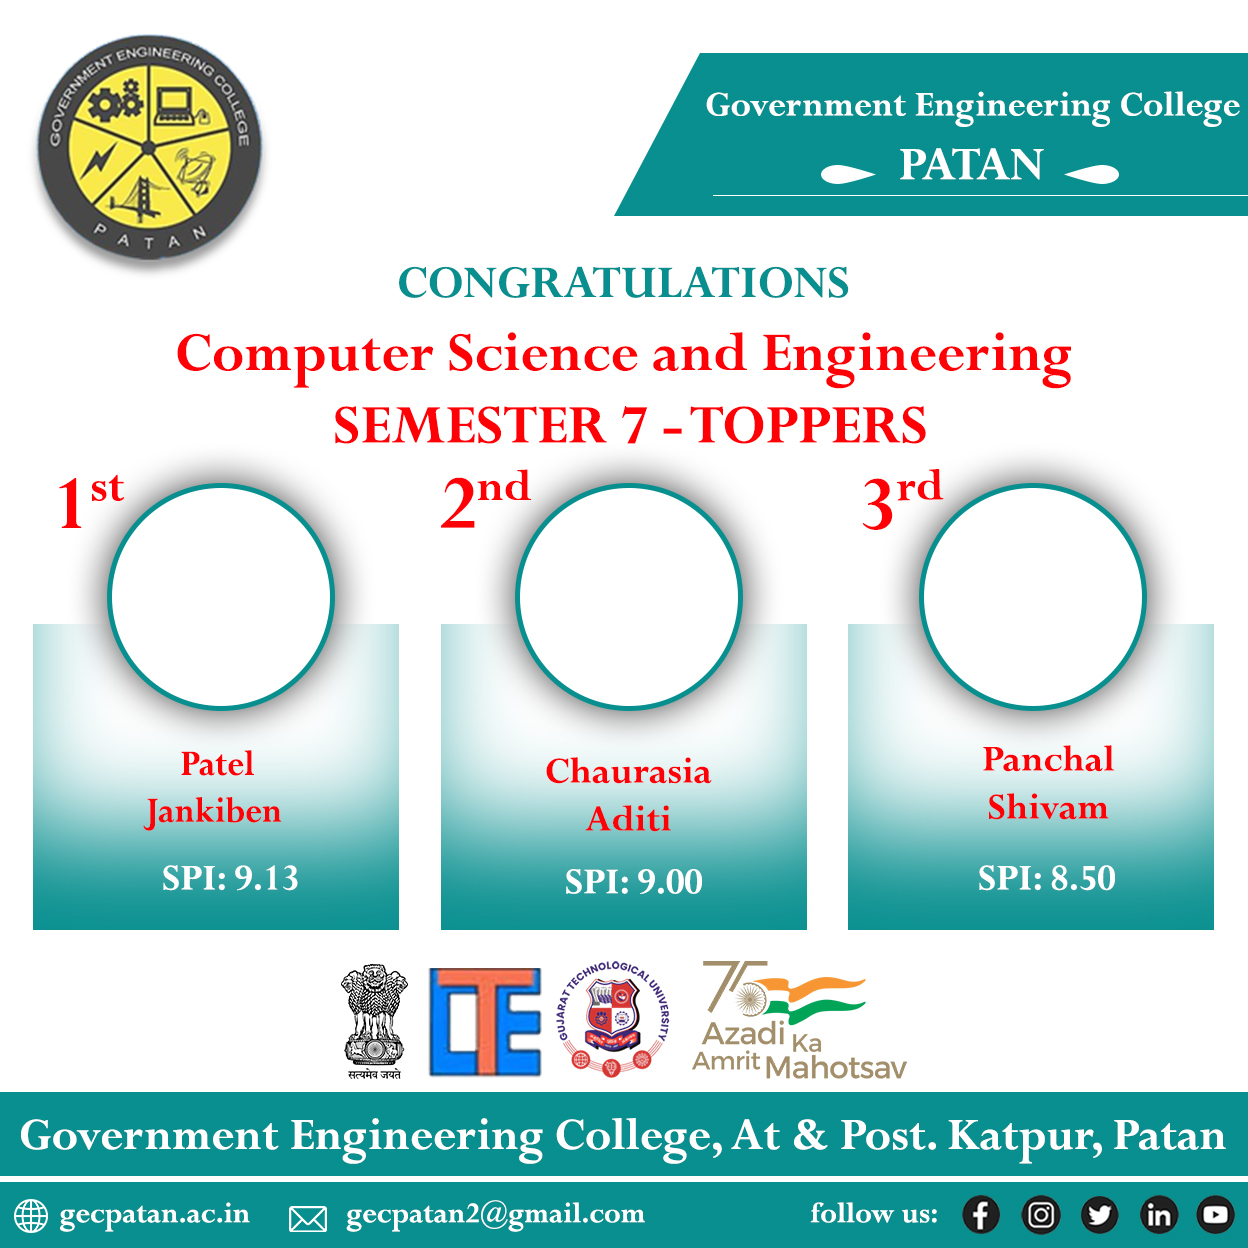 GOVERNMENT ENGINEERING COLLEGE
PATAN
Government Engineering College
PATAN
CONGRATULATIONS
Computer Science and Engineering
SEMESTER 7 - TOPPERS
1st
2nd
3rd
Patel
Jankiben
SPI: 9.13
Chaurasia
Aditi
SPI: 9.00
Panchal
Shivam
SPI: 8.50
सत्यमेव जयते
CTE
GUJARAT TECHNOLOGICAL UNIVERSITY
75
Azadi Ka
Amrit Mahotsav
Government Engineering College, At & Post. Katpur, Patan
gecpatan.ac.in
gecpatan2@gmail.com
follow us: